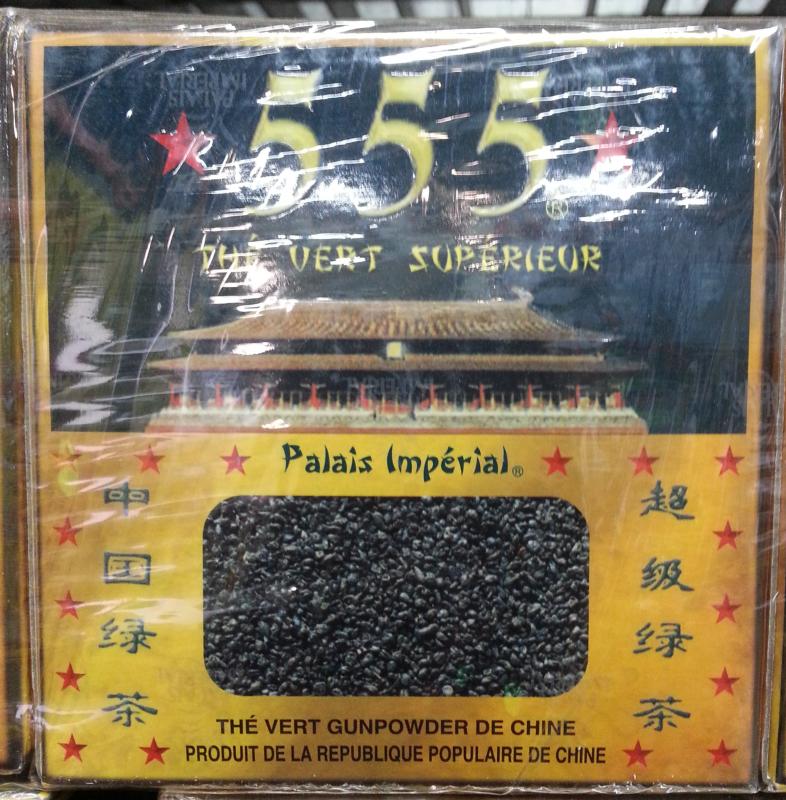 555®
THÉ VERT SUPÉRIEUR
Palais Impérial®
中国绿茶
超级绿茶
THÉ VERT GUNPOWDER DE CHINE
PRODUIT DE LA REPUBLIQUE POPULAIRE DE CHINE